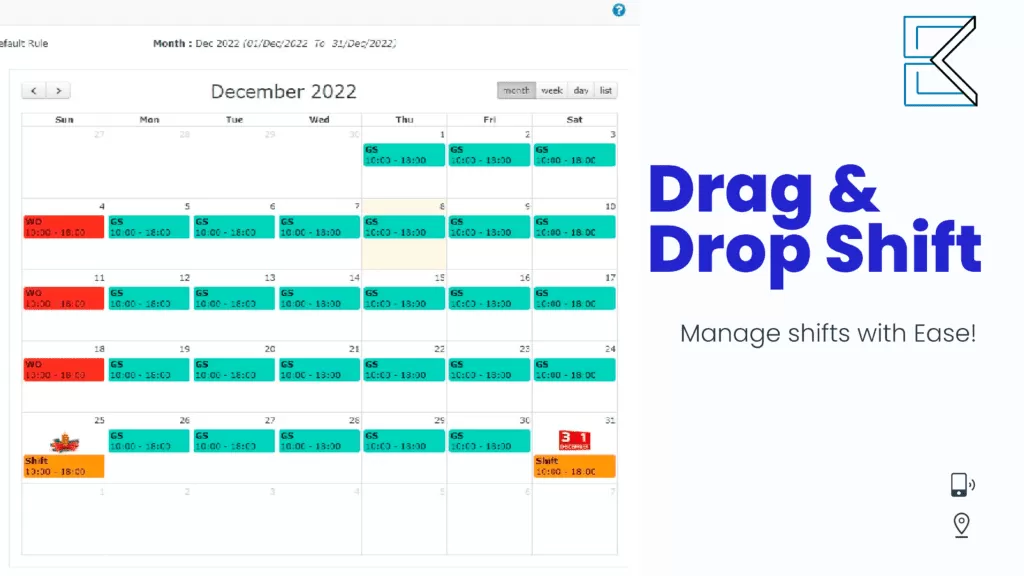 ?
efault Rule
Month : Dec 2022 (01/Dec/2022 To 31/Dec/2022)
December 2022
month week day list
Sun Mon Tue Wed Thu Fri Sat
27 28 29 30 1 2 3
GS GS GS
10:00 - 18:00 10:00 - 18:00 10:00 - 18:00
4 5 6 7 8 9 10
WO GS GS GS GS GS GS
10:00 - 18:00 10:00 - 18:00 10:00 - 18:00 10:00 - 18:00 10:00 - 18:00 10:00 - 18:00 10:00 - 18:00
11 12 13 14 15 16 17
WO GS GS GS GS GS GS
10:00 - 18:00 10:00 - 18:00 10:00 - 18:00 10:00 - 18:00 10:00 - 18:00 10:00 - 18:00 10:00 - 18:00
18 19 20 21 22 23 24
WO GS GS GS GS GS GS
10:00 - 18:00 10:00 - 18:00 10:00 - 18:00 10:00 - 18:00 10:00 - 18:00 10:00 - 18:00 10:00 - 18:00
25 26 27 28 29 30 31
GS GS GS GS GS 31 DECEMBER
10:00 - 18:00 10:00 - 18:00 10:00 - 18:00 10:00 - 18:00 10:00 - 18:00
Shift Shift
10:00 - 18:00 10:00 - 18:00
1 2 3 4 5 6 7
Drag &
Drop Shift
Manage shifts with Ease!